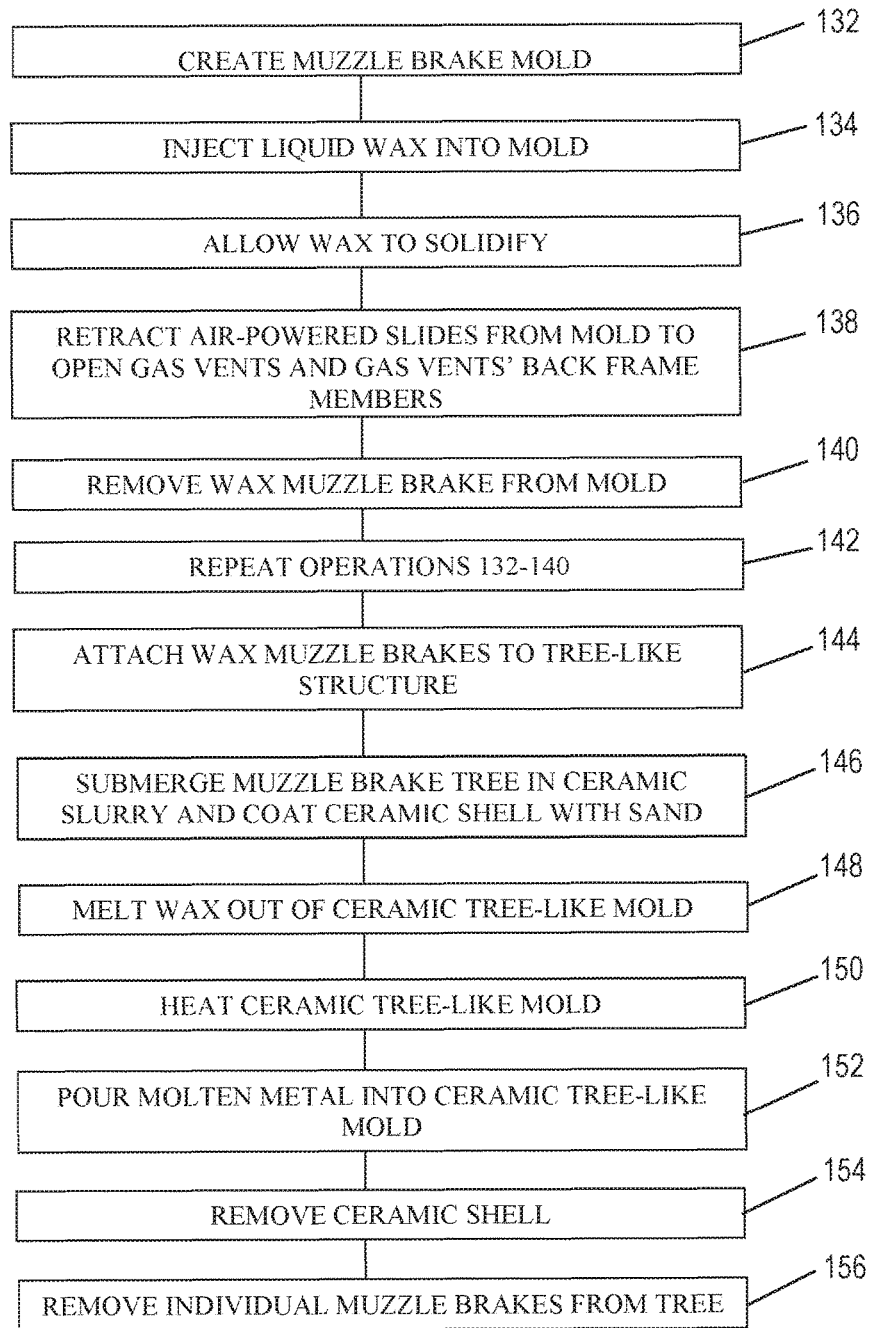 132
CREATE MUZZLE BRAKE MOLD
134
INJECT LIQUID WAX INTO MOLD
136
ALLOW WAX TO SOLIDIFY
138
RETRACT AIR-POWERED SLIDES FROM MOLD TO
OPEN GAS VENTS AND GAS VENTS' BACK FRAME
MEMBERS
140
REMOVE WAX MUZZLE BRAKE FROM MOLD
142
REPEAT OPERATIONS 132-140
144
ATTACH WAX MUZZLE BRAKES TO TREE-LIKE
STRUCTURE
146
SUBMERGE MUZZLE BRAKE TREE IN CERAMIC
SLURRY AND COAT CERAMIC SHELL WITH SAND
148
MELT WAX OUT OF CERAMIC TREE-LIKE MOLD
150
HEAT CERAMIC TREE-LIKE MOLD
152
POUR MOLTEN METAL INTO CERAMIC TREE-LIKE
MOLD
154
REMOVE CERAMIC SHELL
156
REMOVE INDIVIDUAL MUZZLE BRAKES FROM TREE